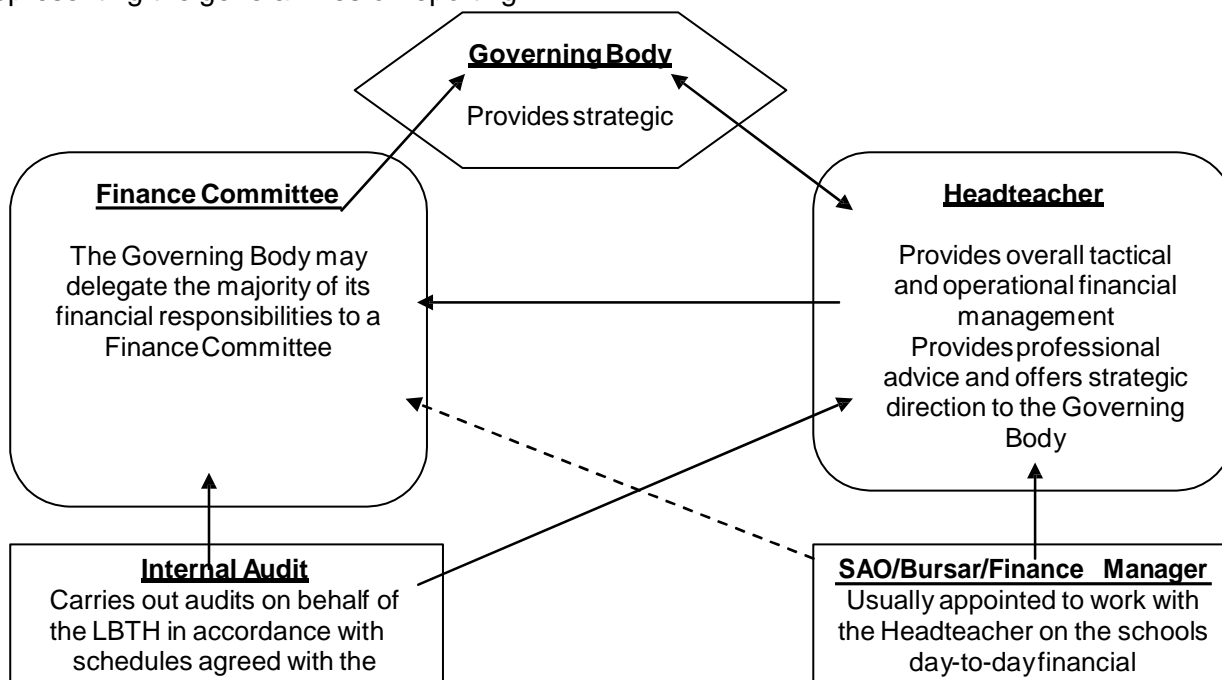 Governing Body
Provides strategic
Finance Committee
The Governing Body may
delegate the majority of its
financial responsibilities to a
Finance Committee
Headteacher
Provides overall tactical
and operational financial
management
Provides professional
advice and offers strategic
direction to the Governing
Body
Internal Audit
Carries out audits on behalf of
the LBTH in accordance with
schedules agreed with the
SAO/Bursar/Finance Manager
Usually appointed to work with
the Headteacher on the schools
day-to-day financial